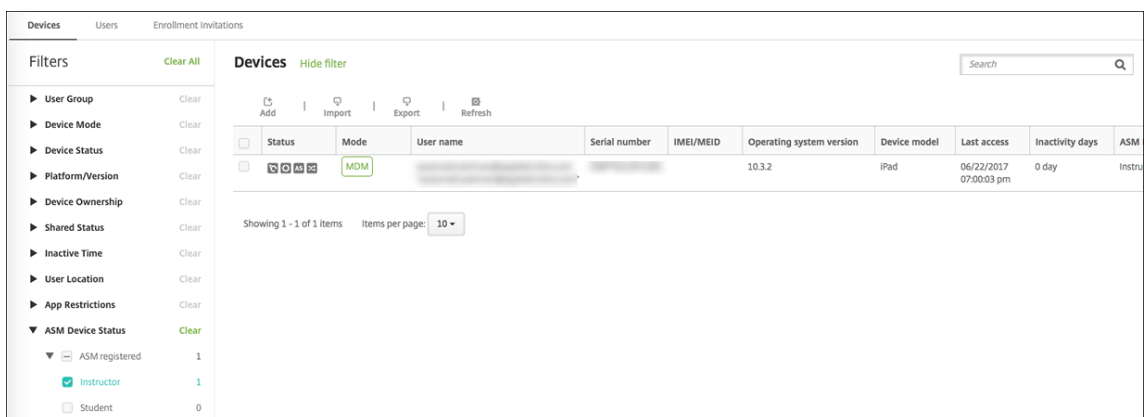 Devices Users Enrollment Invitations
Filters Clear All
User Group Clear
Device Mode Clear
Device Status Clear
Platform/Version Clear
Device Ownership Clear
Shared Status Clear
Inactive Time Clear
User Location Clear
App Restrictions Clear
ASM Device Status Clear
ASM registered 1
Instructor 1
Student 0
Devices Hide filter
Search
Add | Import | Export | Refresh
Status Mode User name Serial number IMEI/MEID Operating system version Device model Last access Inactivity days ASM
AS MDM 10.3.2 iPad 06/22/2017 0 day Instru
07:00:03 pm
Showing 1 - 1 of 1 items Items per page: 10